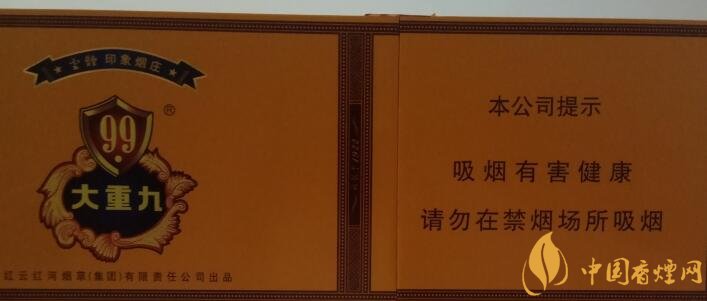 云烟 印象烟庄
99
®
大重九
红云红河烟草(集团)有限责任公司出品
本公司提示
吸烟有害健康
请勿在禁烟场所吸烟
中国香烟网